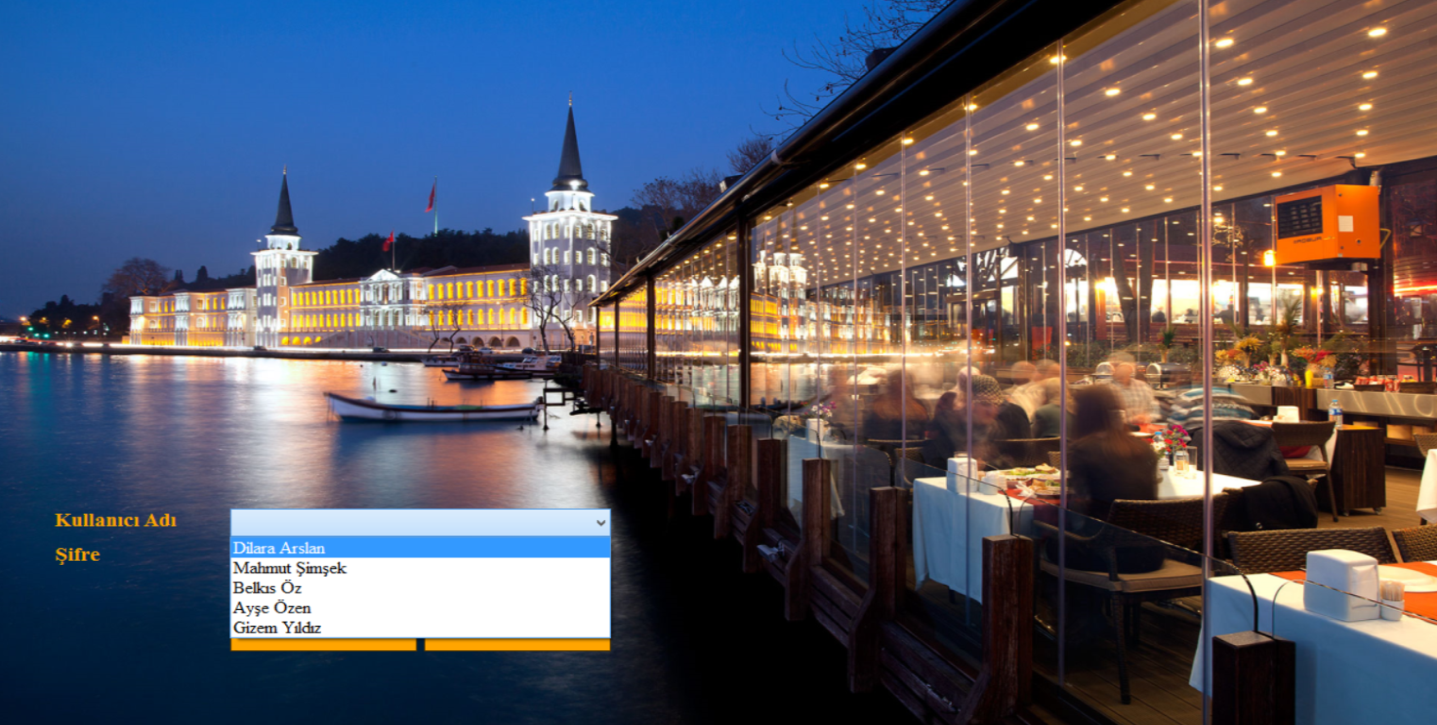 Kullanıcı Adı
Şifre
Dilara Arslan
Mahmut Şimşek
Belkıs Öz
Ayşe Özen
Gizem Yıldız